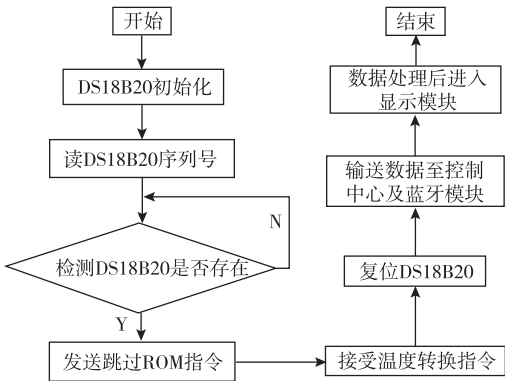 开始
DS18B20初始化
读DS18B20序列号
N
检测DS18B20是否存在
Y
发送跳过ROM指令
接受温度转换指令
复位DS18B20
输送数据至控制
中心及蓝牙模块
数据处理后进入
显示模块
结束